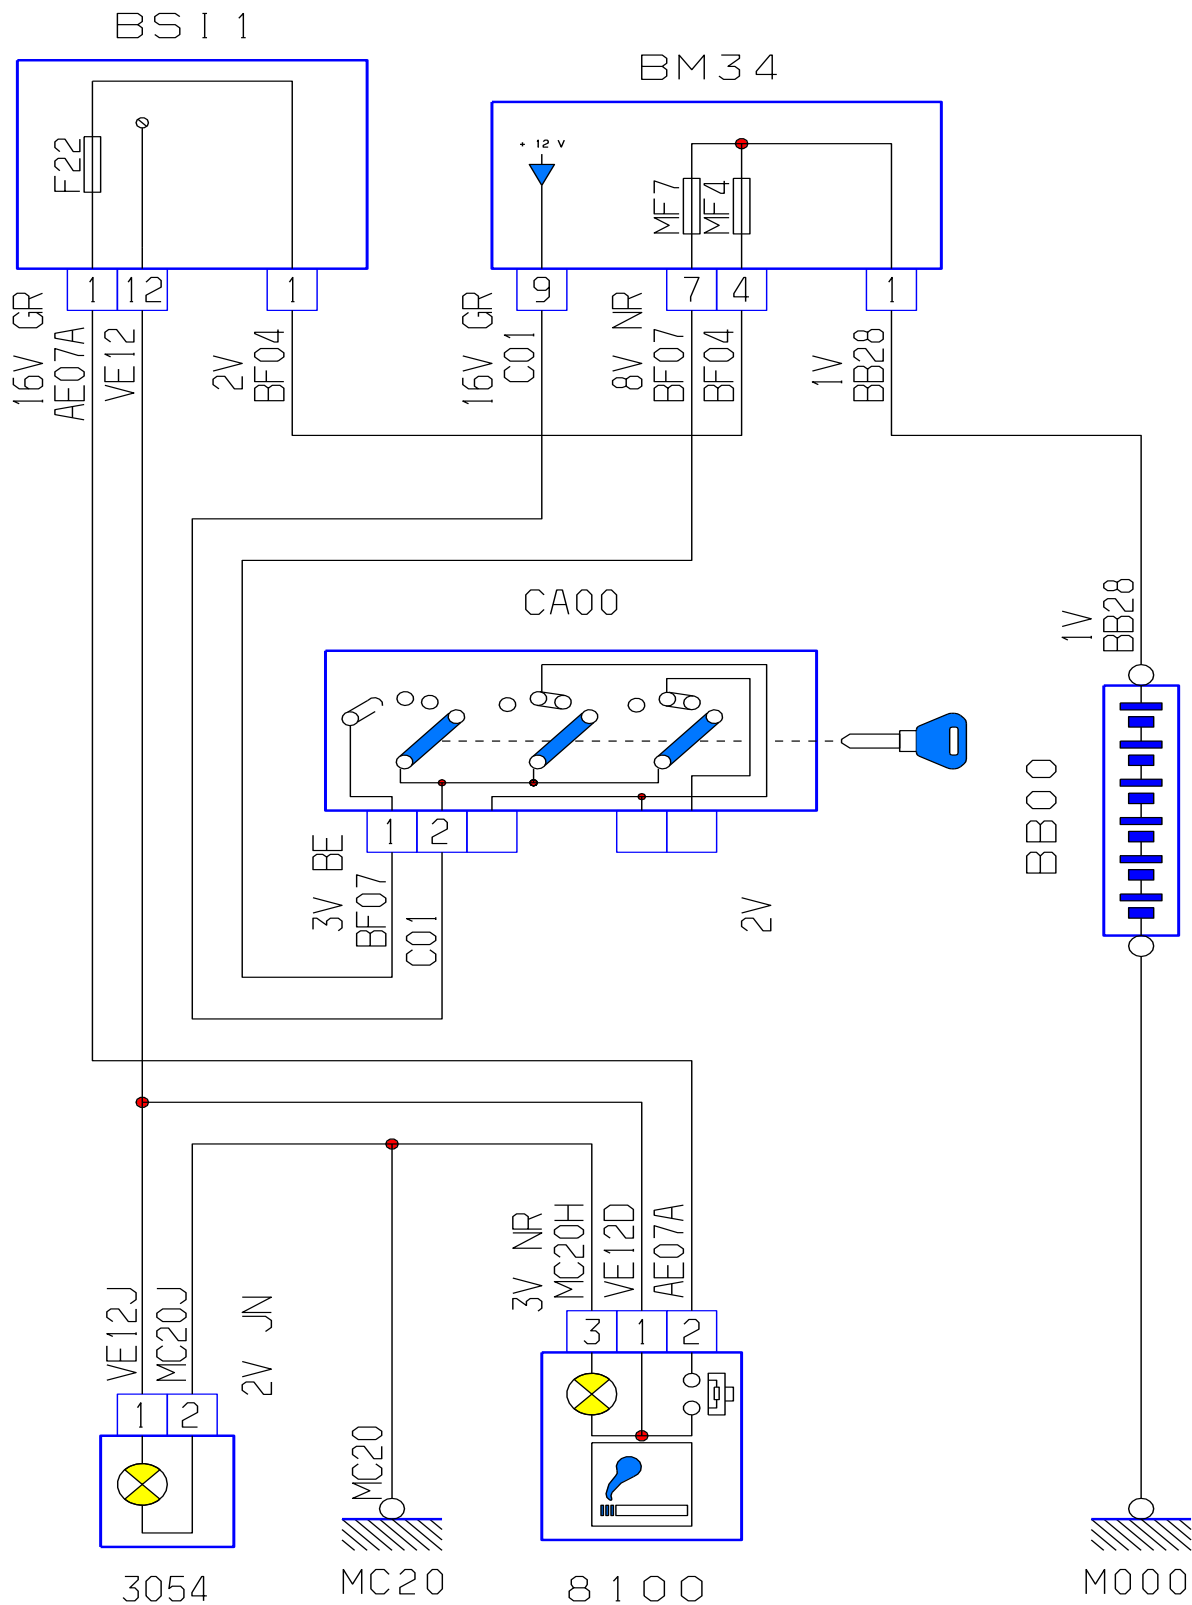 BSI1
BM34
F22
+ 12 V
MF7
MF4
1
12
1
9
7
4
1
16V GR
AE07A
VE12
2V
BF04
16V GR
C01
8V NR
BF07
BF04
1V
BB28
CA00
1V
BB28
BB00
1
2
3V BE
BF07
C01
2V
3V NR
MC20H
VE12D
AE07A
VE12J
MC20J
2V JN
3
1
2
1
2
MC20
3054
MC20
8100
M000